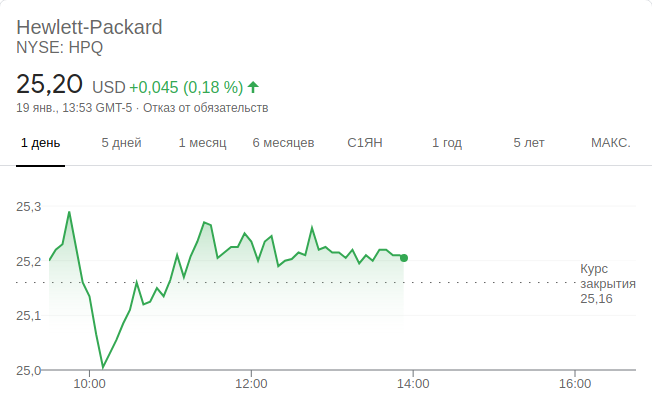 Hewlett-Packard
NYSE: HPQ
25,20 USD +0,045 (0,18 %)
19 янв., 13:53 GMT-5 · Отказ от обязательств
1 день 5 дней 1 месяц 6 месяцев С1ЯН 1 год 5 лет МАКС.
25,3
25,2
Курс
закрытия
25,16
25,1
25,0
10:00 12:00 14:00 16:00